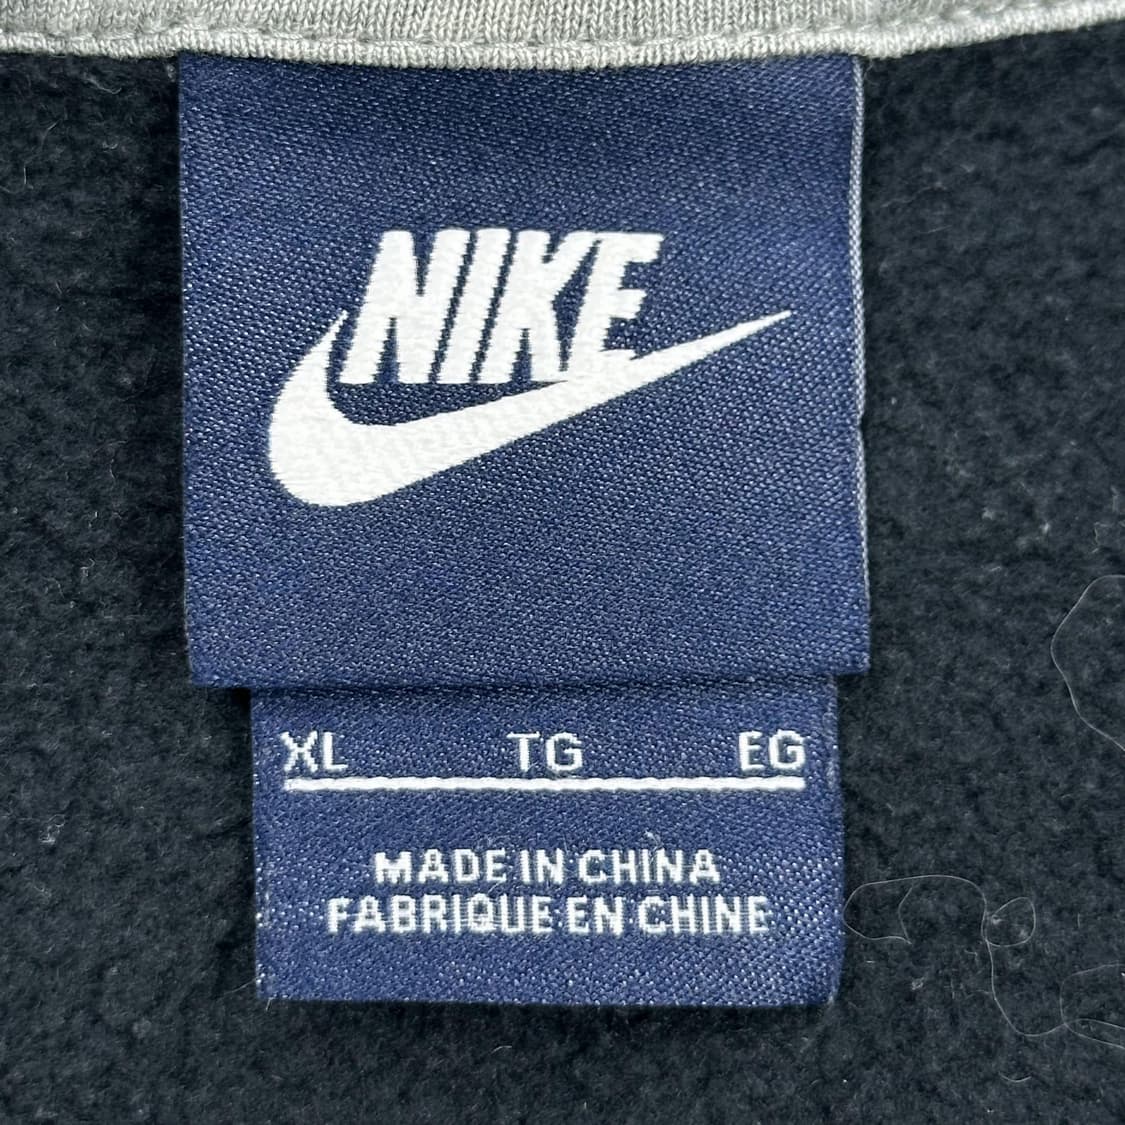 NIKE
XL TG EG
MADE IN CHINA
FABRIQUE EN CHINE